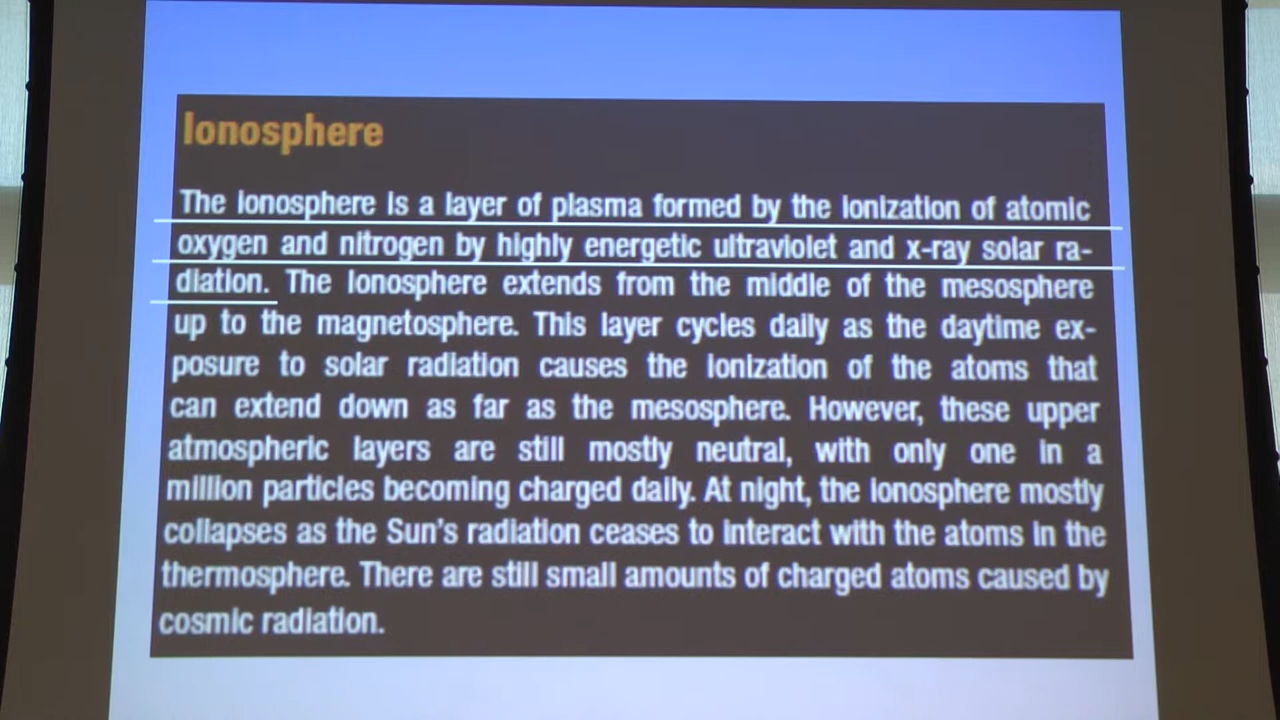 Ionosphere
The Ionosphere is a layer of plasma formed by the ionization of atomic
oxygen and nitrogen by highly energetic ultraviolet and x-ray solar ra-
diation. The Ionosphere extends from the middle of the mesosphere
up to the magnetosphere. This layer cycles daily as the daytime ex-
posure to solar radiation causes the ionization of the atoms that
can extend down as far as the mesosphere. However, these upper
atmospheric layers are still mostly neutral, with only one in a
million particles becoming charged daily. At night, the Ionosphere mostly
collapses as the Sun's radiation ceases to interact with the atoms in the
thermosphere. There are still small amounts of charged atoms caused by
cosmic radiation.